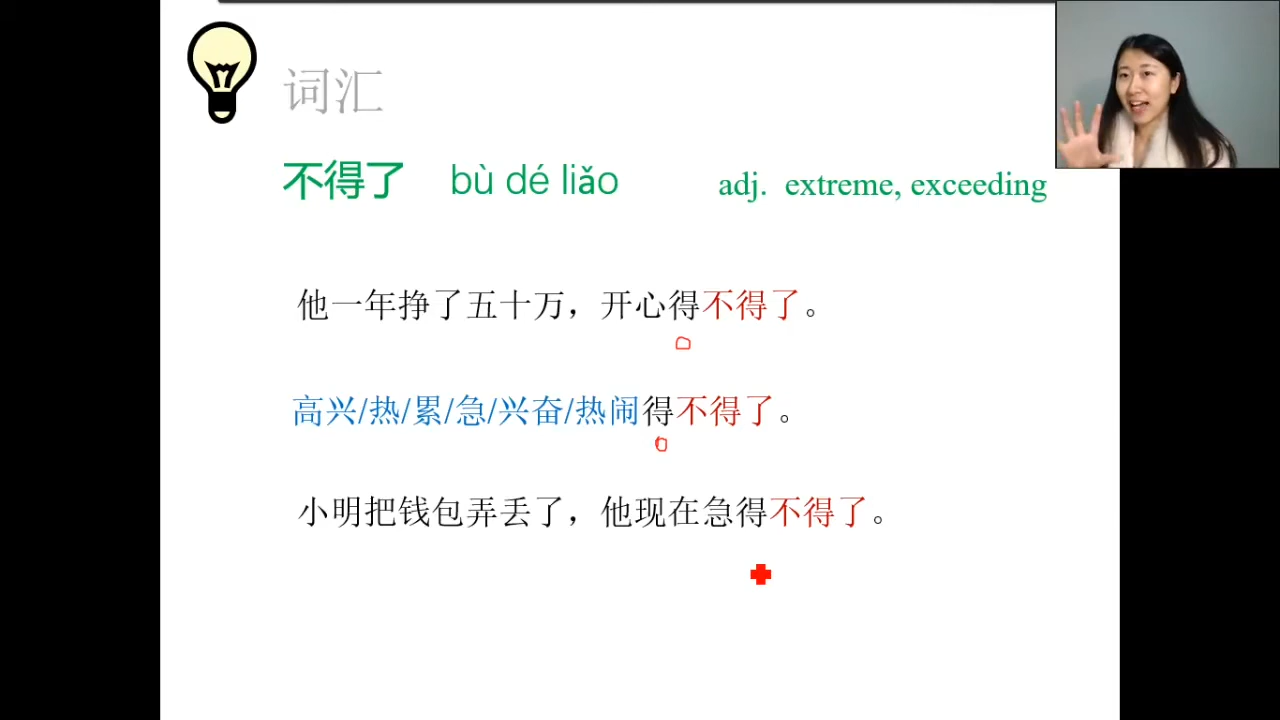 词汇
不得了 bù dé liǎo adj. extreme, exceeding
他一年挣了五十万，开心得不得了。
高兴/热/累/急/兴奋/热闹得不得了。
小明把钱包弄丢了，他现在急得不得了。